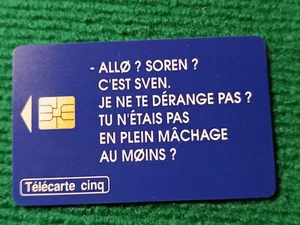 - ALLØ ? SOREN ?
C'EST SVEN.
JE NE TE DÉRANGE PAS ?
TU N'ÉTAIS PAS
EN PLEIN MÂCHAGE
AU MØINS ?
Télécarte cinq